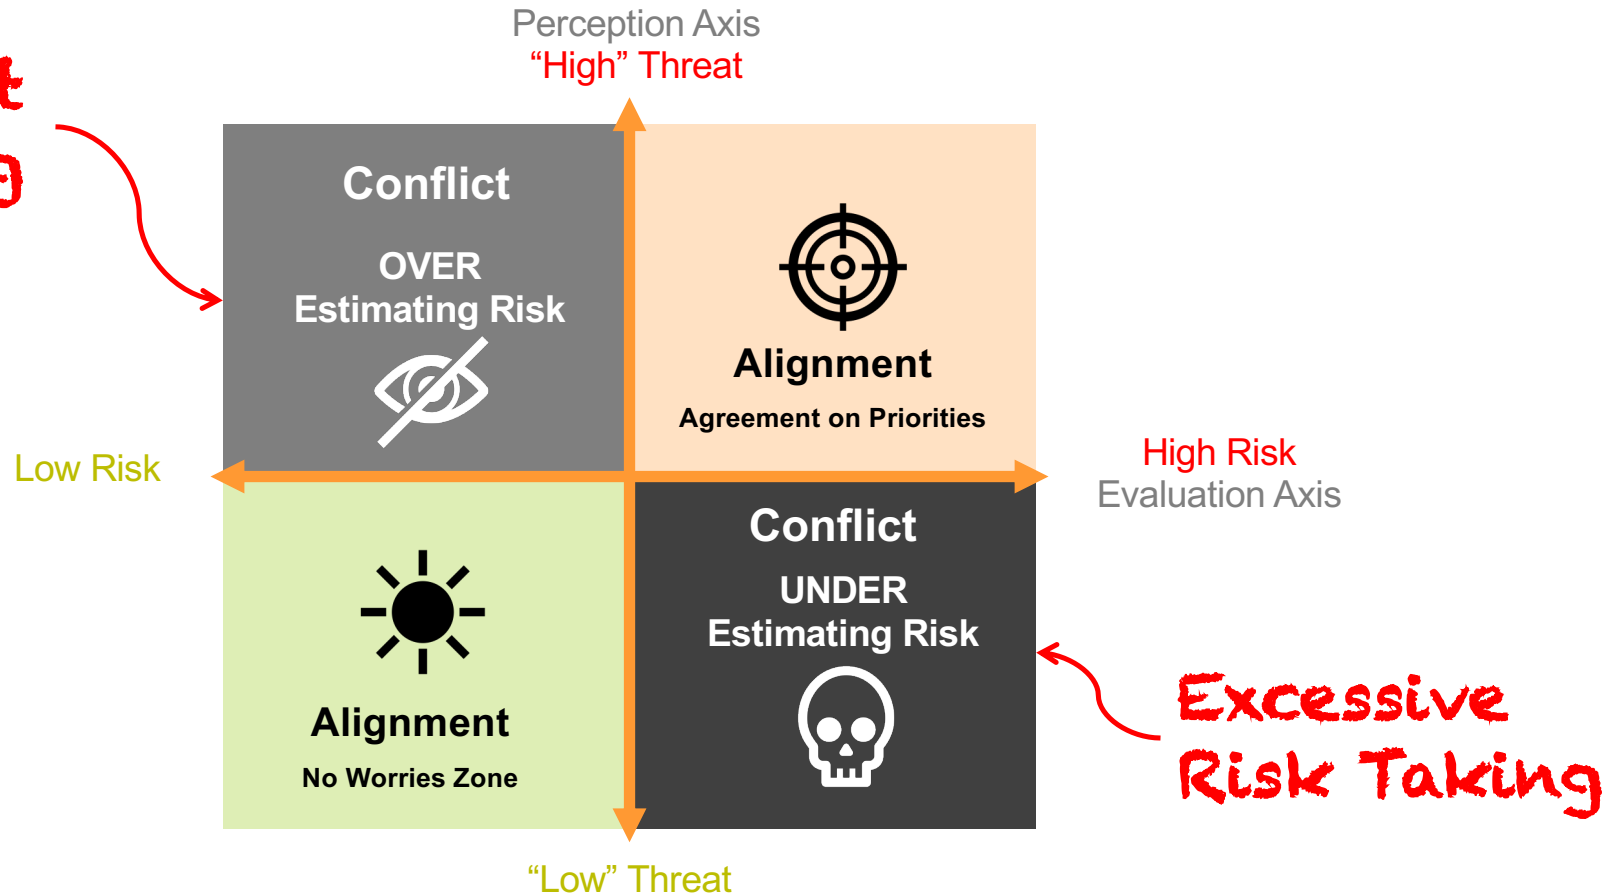 Perception Axis
“High” Threat
Conflict
OVER
Estimating Risk
Alignment
Agreement on Priorities
Low Risk
High Risk
Evaluation Axis
Alignment
No Worries Zone
Conflict
UNDER
Estimating Risk
Excessive
Risk Taking
“Low” Threat